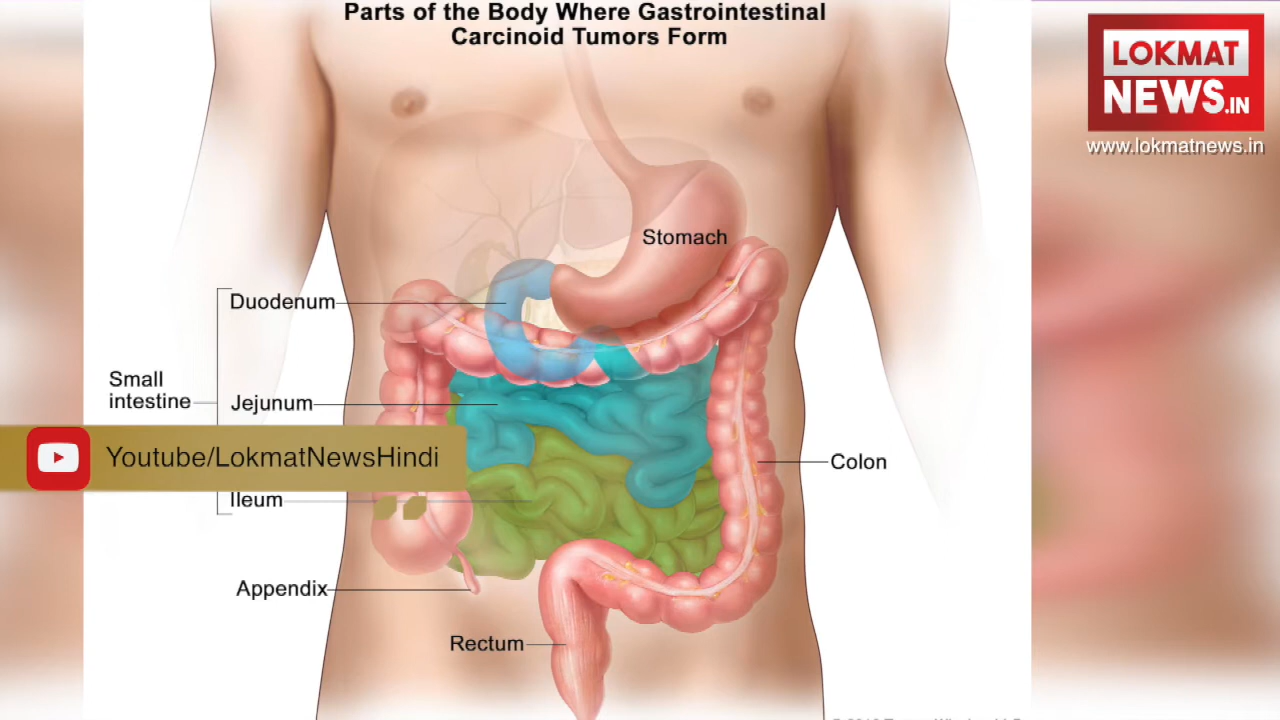 Parts of the Body Where Gastrointestinal
Carcinoid Tumors Form
LOKMAT
NEWS.IN
www.lokmatnews.in
Stomach
Duodenum
Small
intestine
Jejunum
Youtube/LokmatNewsHindi
Colon
Ileum
Appendix
Rectum